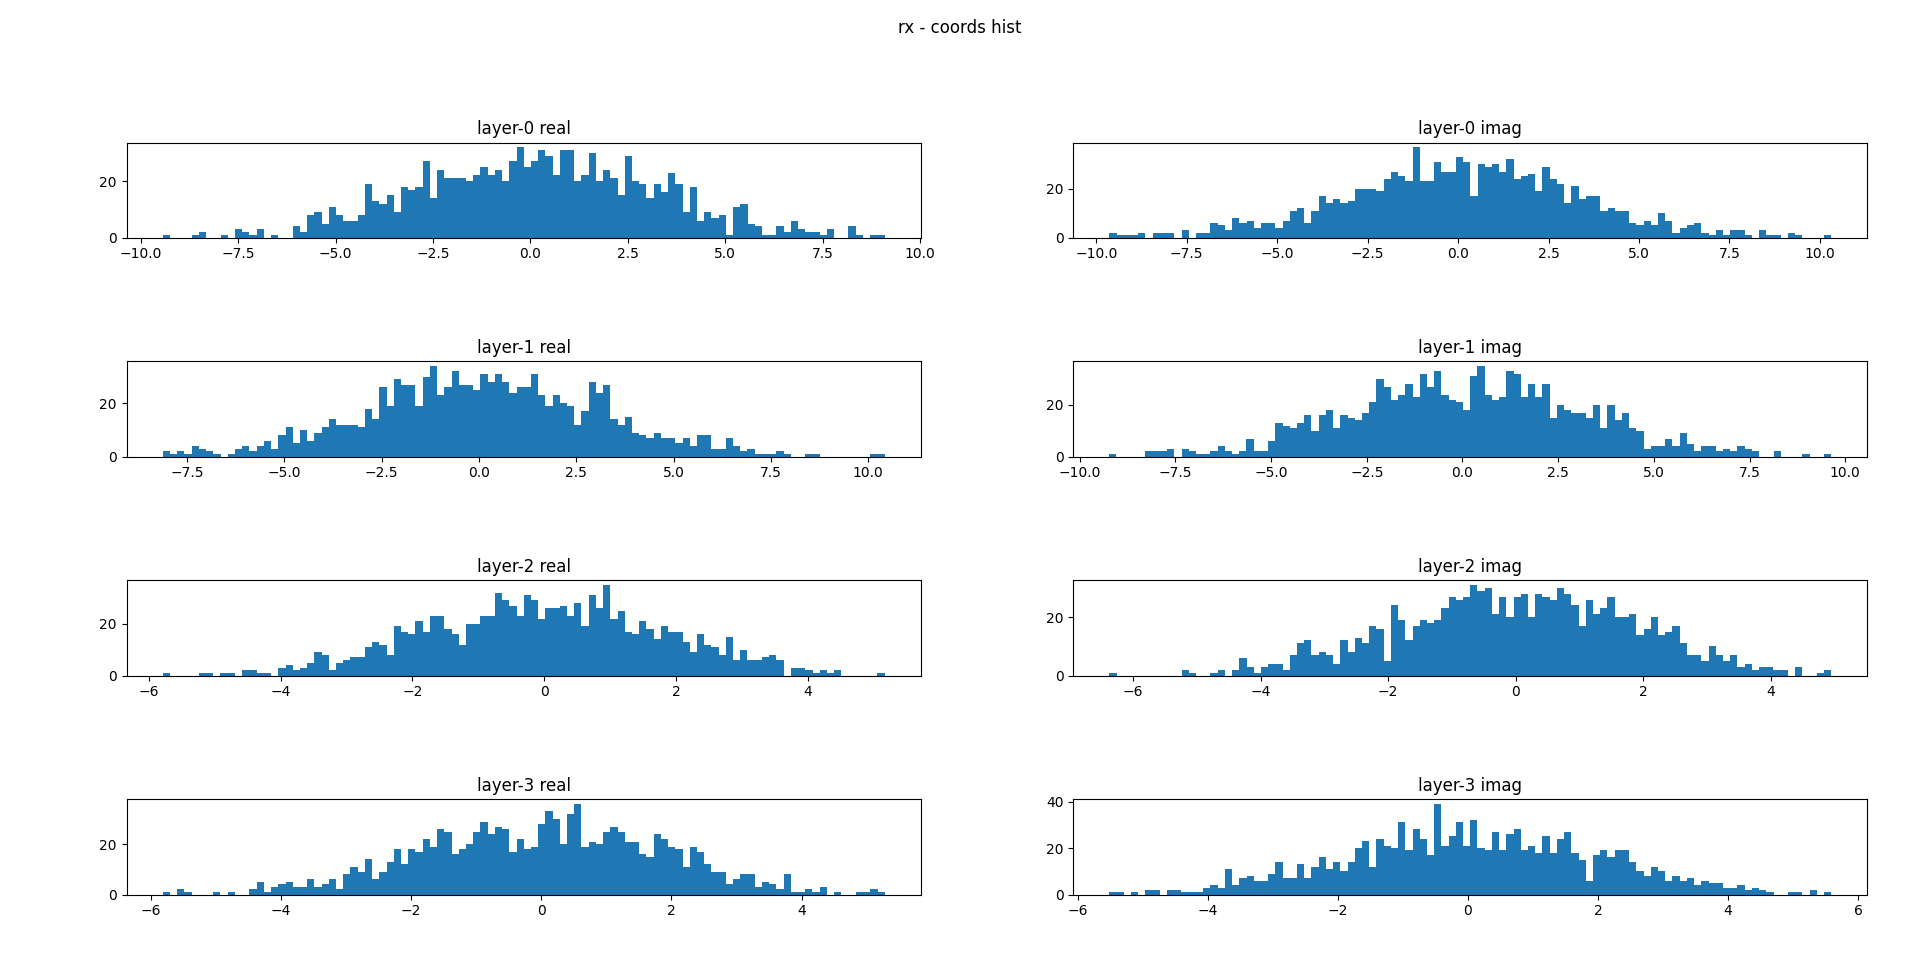 rx - coords hist
layer-0 real
layer-0 imag
20
0
−10.0 −7.5 −5.0 −2.5 0.0 2.5 5.0 7.5 10.0
20
0
−10.0 −7.5 −5.0 −2.5 0.0 2.5 5.0 7.5 10.0
layer-1 real
layer-1 imag
20
0
−7.5 −5.0 −2.5 0.0 2.5 5.0 7.5 10.0
20
0
−10.0 −7.5 −5.0 −2.5 0.0 2.5 5.0 7.5 10.0
layer-2 real
layer-2 imag
20
0
−6 −4 −2 0 2 4
20
0
−6 −4 −2 0 2 4
layer-3 real
layer-3 imag
20
0
−6 −4 −2 0 2 4
40
20
0
−6 −4 −2 0 2 4 6